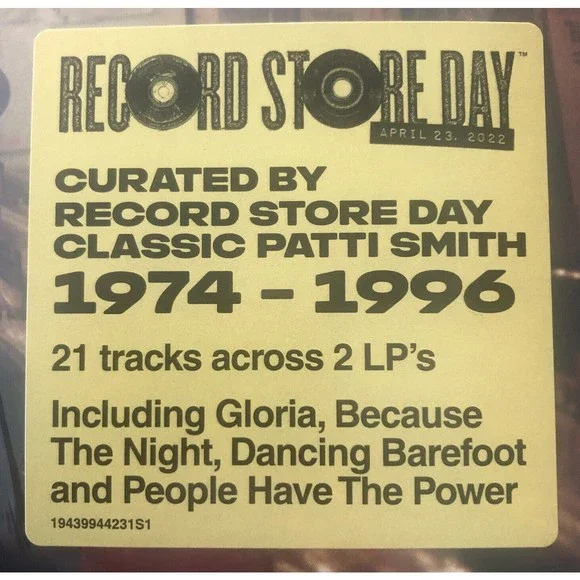 RECORD STORE DAY™
APRIL 23. 2022
CURATED BY
RECORD STORE DAY
CLASSIC PATTI SMITH
1974 - 1996
21 tracks across 2 LP's
Including Gloria, Because
The Night, Dancing Barefoot
and People Have The Power
19439944231S1